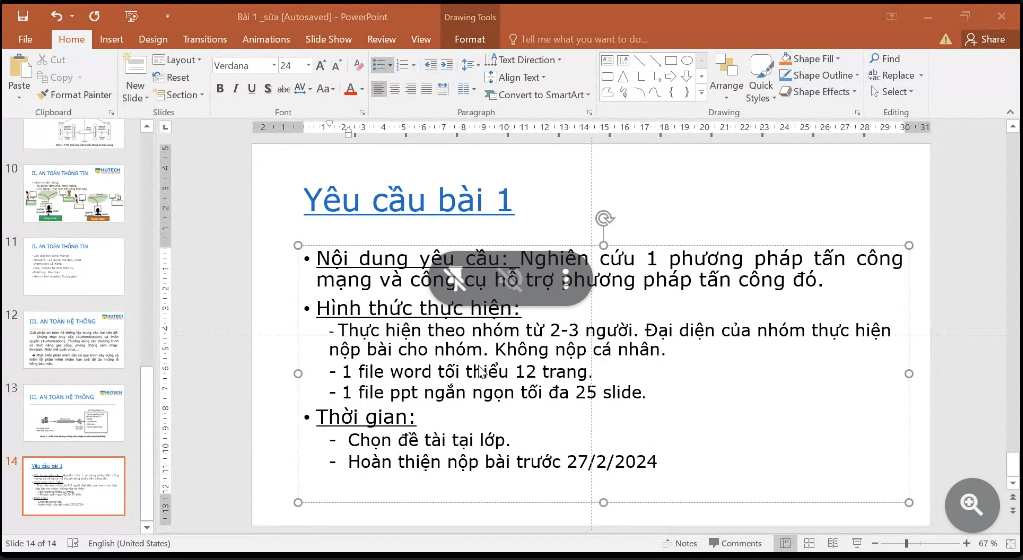 Bài 1 _sửa [Autosaved] - PowerPoint
Drawing Tools
File Home Insert Design Transitions Animations Slide Show Review View Format Tell me what you want to do... Share
Paste
Cut
Copy
Format Painter
Clipboard
New
Slide
Layout
Reset
Section
Slides
Verdana 24
B I U S abc AV Aa A
Font
Text Direction
Align Text
Convert to SmartArt
Paragraph
Arrange
Quick
Styles
Shape Fill
Shape Outline
Shape Effects
Drawing
Find
Replace
Select
Editing
10
II. AN TOÀN THÔNG TIN
HUTECH
11
II. AN TOÀN THÔNG TIN
12
III. AN TOÀN HỆ THỐNG
13
III. AN TOÀN HỆ THỐNG
14
Yêu cầu bài 1
Yêu cầu bài 1
• Nội dung yêu cầu: Nghiên cứu 1 phương pháp tấn công
mạng và công cụ hỗ trợ phương pháp tấn công đó.
• Hình thức thực hiện:
- Thực hiện theo nhóm từ 2-3 người. Đại diện của nhóm thực hiện
nộp bài cho nhóm. Không nộp cá nhân.
- 1 file word tối thiểu 12 trang.
- 1 file ppt ngắn ngọn tối đa 25 slide.
• Thời gian:
- Chọn đề tài tại lớp.
- Hoàn thiện nộp bài trước 27/2/2024
Slide 14 of 14 English (United States) Notes Comments 67 %